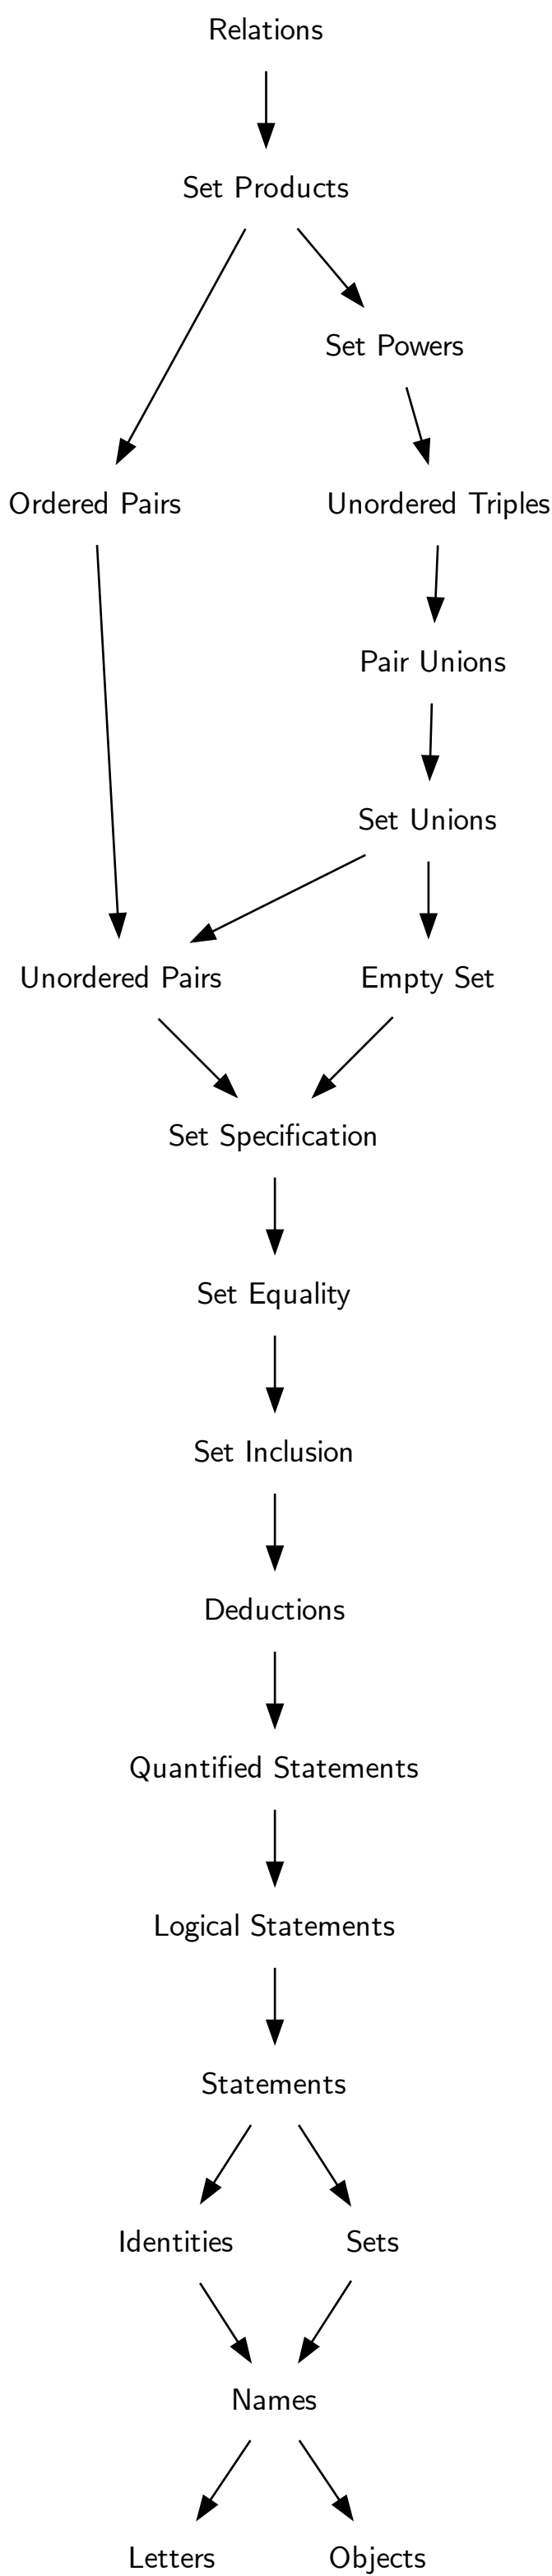 Relations
Set Products
Set Powers
Ordered Pairs
Unordered Triples
Pair Unions
Set Unions
Unordered Pairs
Empty Set
Set Specification
Set Equality
Set Inclusion
Deductions
Quantified Statements
Logical Statements
Statements
Identities
Sets
Names
Letters
Objects